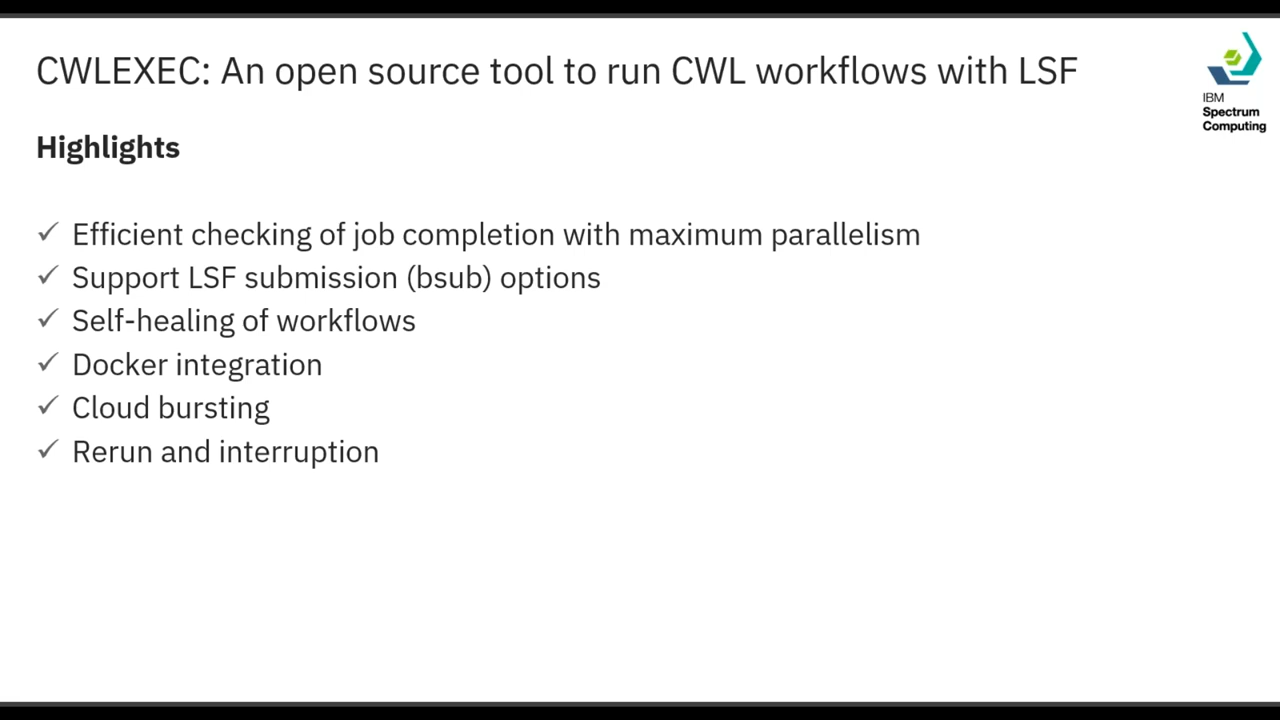 CWLEXEC: An open source tool to run CWL workflows with LSF
IBM
Spectrum
Computing
Highlights
✓ Efficient checking of job completion with maximum parallelism
✓ Support LSF submission (bsub) options
✓ Self-healing of workflows
✓ Docker integration
✓ Cloud bursting
✓ Rerun and interruption